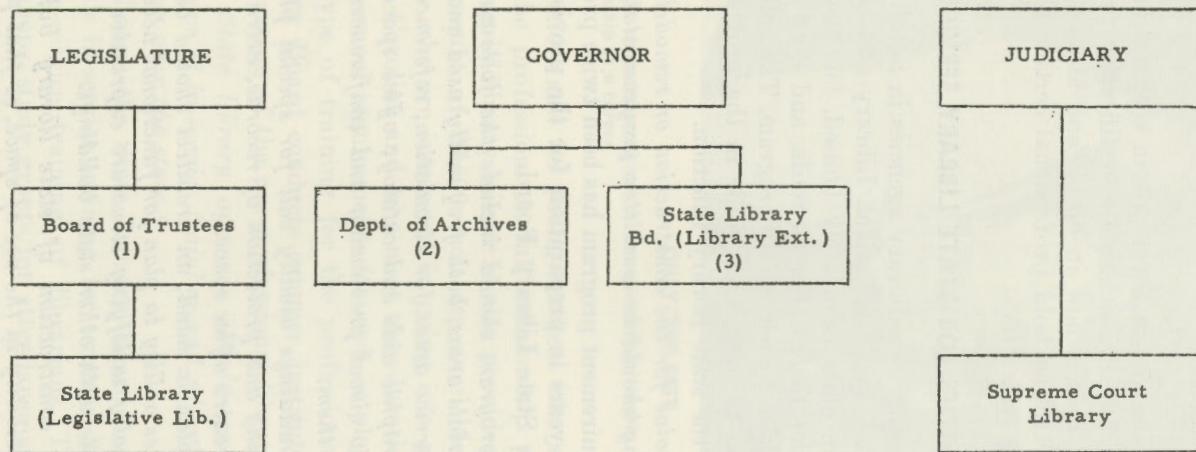 LEGISLATURE
GOVERNOR
JUDICIARY
Board of Trustees
(1)
Dept. of Archives
(2)
State Library
Bd. (Library Ext.)
(3)
State Library
(Legislative Lib.)
Supreme Court
Library